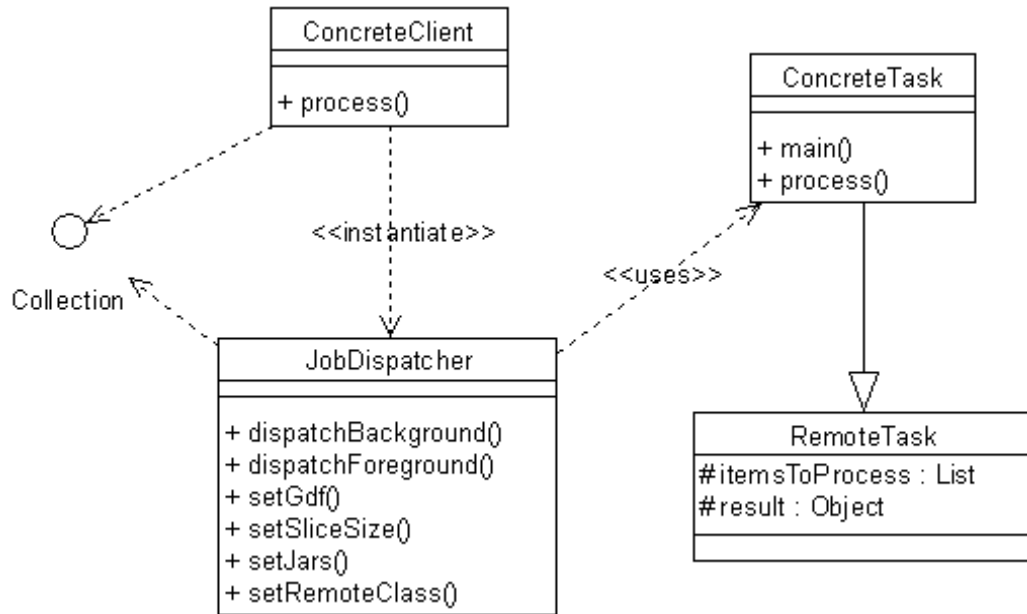 ConcreteClient
+ process()
ConcreteTask
+ main()
+ process()
<<instantiate>>
<<uses>>
Collection
JobDispatcher
+ dispatchBackground()
+ dispatchForeground()
+ setGdf()
+ setSliceSize()
+ setJars()
+ setRemoteClass()
RemoteTask
#itemsToProcess : List
#result : Object